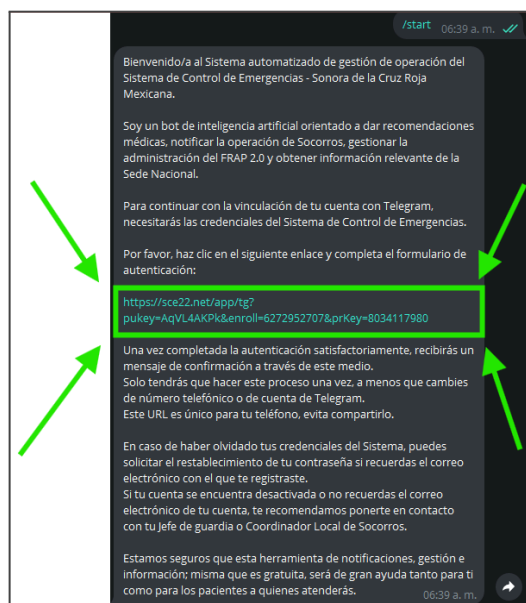 /start 06:39 a. m.
Bienvenido/a al Sistema automatizado de gestión de operación del
Sistema de Control de Emergencias - Sonora de la Cruz Roja
Mexicana.
Soy un bot de inteligencia artificial orientado a dar recomendaciones
médicas, notificar la operación de Socorros, gestionar la
administración del FRAP 2.0 y obtener información relevante de la
Sede Nacional.
Para continuar con la vinculación de tu cuenta con Telegram,
necesitarás las credenciales del Sistema de Control de Emergencias.
Por favor, haz clic en el siguiente enlace y completa el formulario de
autenticación:
https://sce22.net/app/tg?
pukey=AqVL4AKPk&enroll=6272952707&prKey=8034117980
Una vez completada la autenticación satisfactoriamente, recibirás un
mensaje de confirmación a través de este medio.
Solo tendrás que hacer este proceso una vez, a menos que cambies
de número telefónico o de cuenta de Telegram.
Este URL es único para tu teléfono, evita compartirlo.
En caso de haber olvidado tus credenciales del Sistema, puedes
solicitar el restablecimiento de tu contraseña si recuerdas el correo
electrónico con el que te registraste.
Si tu cuenta se encuentra desactivada o no recuerdas el correo
electrónico de tu cuenta, te recomendamos ponerte en contacto
con tu Jefe de guardia o Coordinador Local de Socorros.
Estamos seguros que esta herramienta de notificaciones, gestión e
información; misma que es gratuita, será de gran ayuda tanto para ti
como para los pacientes a quienes atenderás. 06:39 a. m.